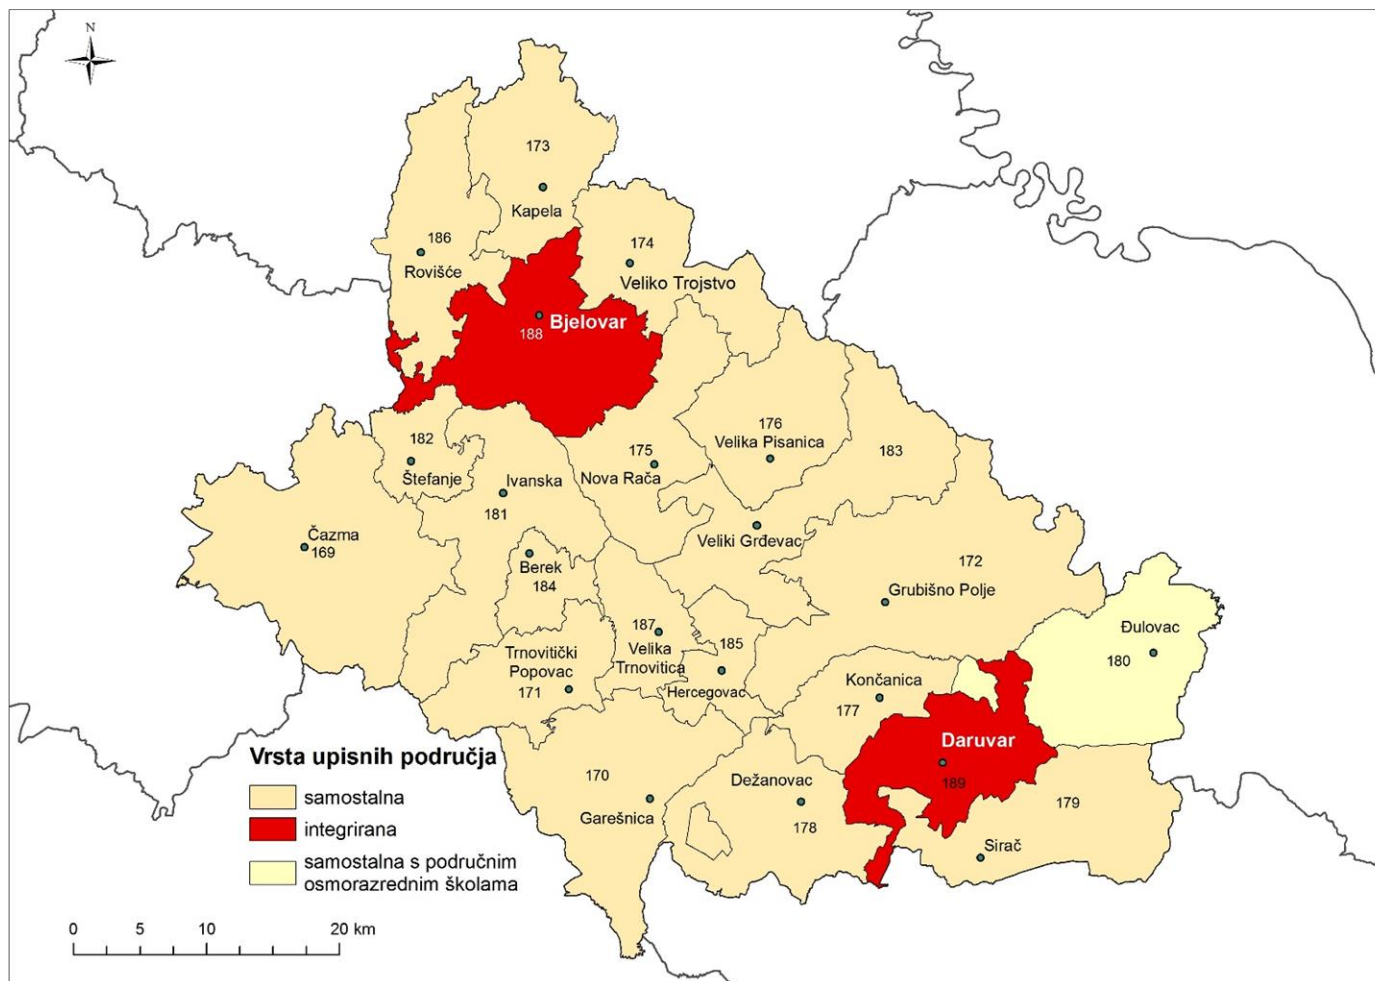 N
173
Kapela
186
Rovišće
174
Veliko Trojstvo
Bjelovar
188
176
Velika Pisanica
183
182
Štefanje
175
Nova Rača
Ivanska
181
Čazma
169
Veliki Grđevac
Berek
184
172
Grubišno Polje
187
Velika
Trnovitica
185
Hercegovac
Đulovac
180
Trnovitički
Popovac
171
Končanica
177
Daruvar
189
170
Garešnica
Dežanovac
178
179
Sirač
Vrsta upisnih područja
samostalna
integrirana
samostalna s područnim
osmorazrednim školama
0 5 10 20 km